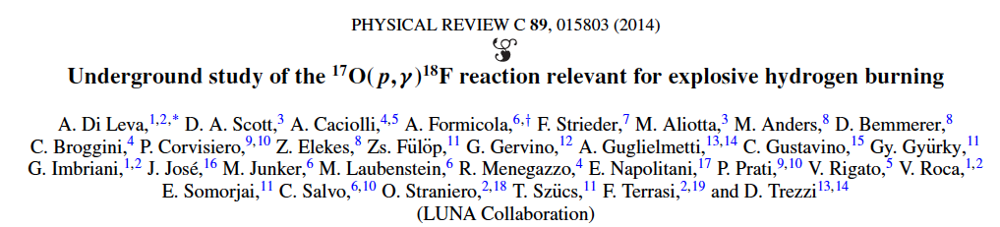 PHYSICAL REVIEW C 89, 015803 (2014)
Underground study of the ¹⁷O(p,γ)¹⁸F reaction relevant for explosive hydrogen burning
A. Di Leva,¹,²,* D. A. Scott,³ A. Caciolli,⁴,⁵ A. Formicola,⁶,† F. Strieder,⁷ M. Aliotta,³ M. Anders,⁸ D. Bemmerer,⁸
C. Broggini,⁴ P. Corvisiero,⁹,¹⁰ Z. Elekes,⁸ Zs. Fülöp,¹¹ G. Gervino,¹² A. Guglielmetti,¹³,¹⁴ C. Gustavino,¹⁵ Gy. Gyürky,¹¹
G. Imbriani,¹,² J. José,¹⁶ M. Junker,⁶ M. Laubenstein,⁶ R. Menegazzo,⁴ E. Napolitani,¹⁷ P. Prati,⁹,¹⁰ V. Rigato,⁵ V. Roca,¹,²
E. Somorjai,¹¹ C. Salvo,⁶,¹⁰ O. Straniero,²,¹⁸ T. Szücs,¹¹ F. Terrasi,²,¹⁹ and D. Trezzi¹³,¹⁴
(LUNA Collaboration)